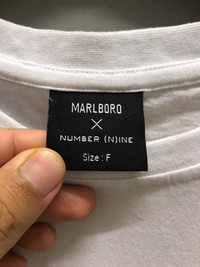 MARLBORO
X
NUMBER (N)INE
Size : F